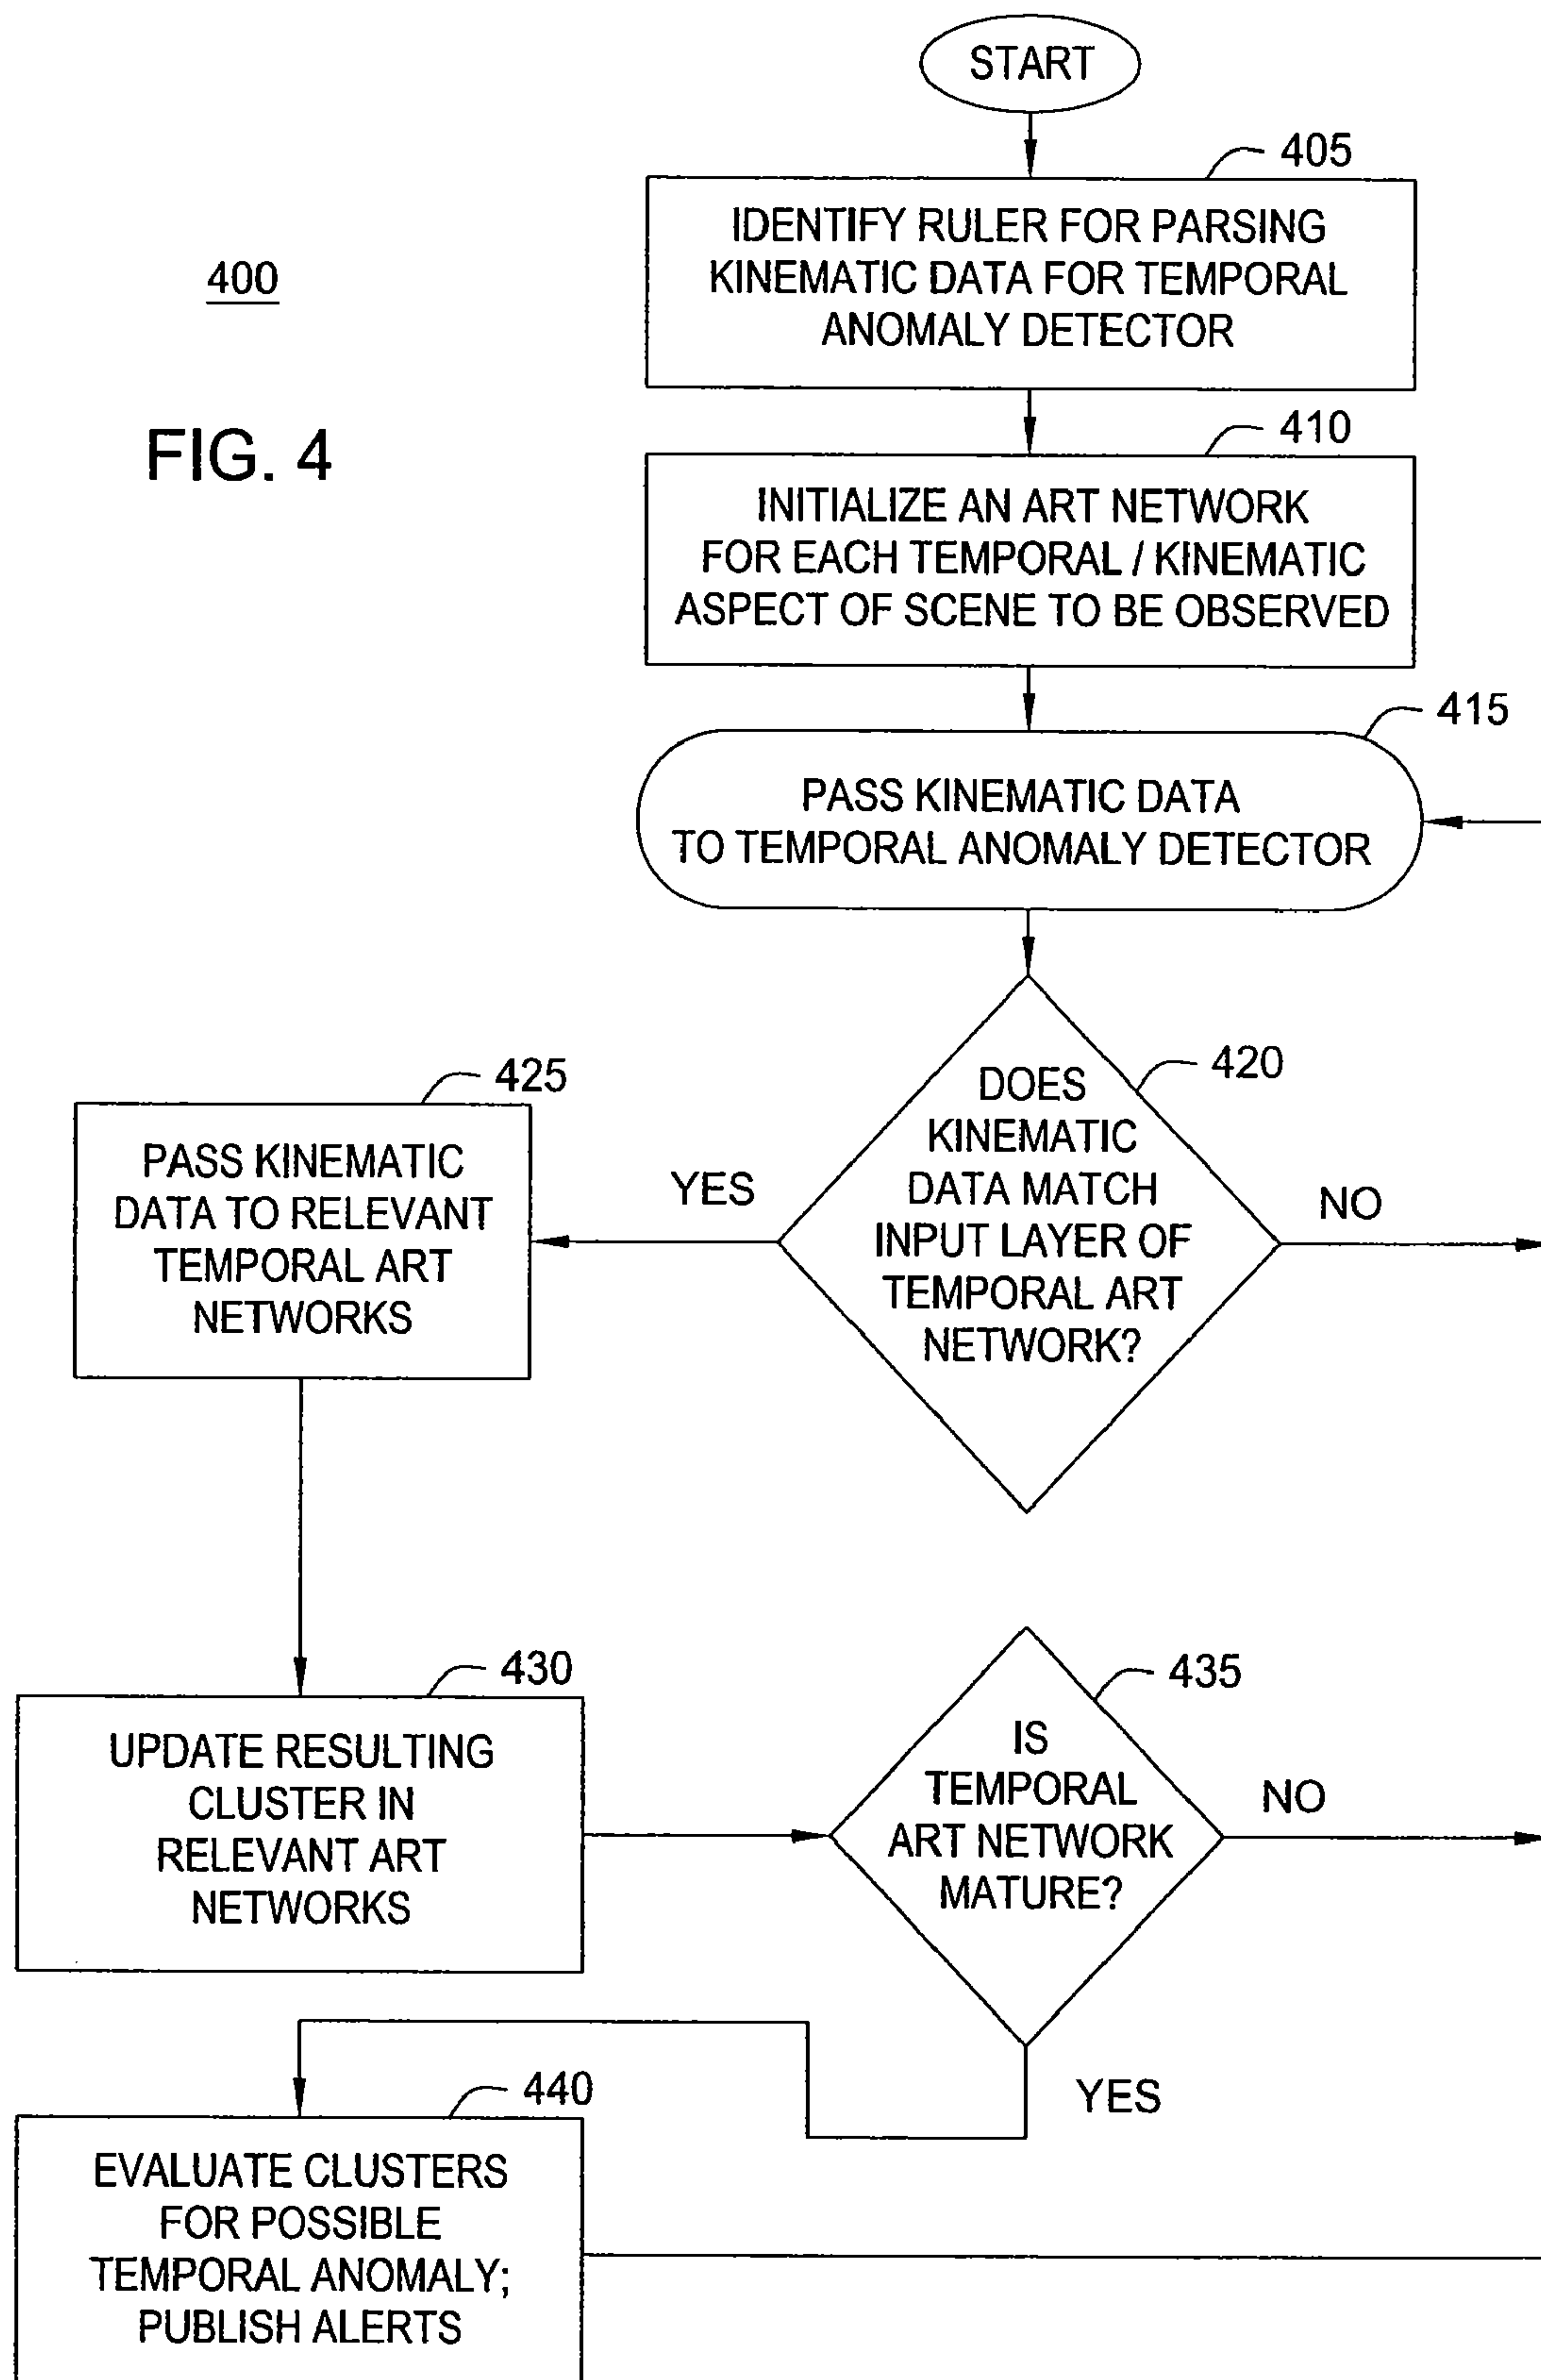 START
405
IDENTIFY RULER FOR PARSING
KINEMATIC DATA FOR TEMPORAL
ANOMALY DETECTOR
400
FIG. 4
410
INITIALIZE AN ART NETWORK
FOR EACH TEMPORAL / KINEMATIC
ASPECT OF SCENE TO BE OBSERVED
415
PASS KINEMATIC DATA
TO TEMPORAL ANOMALY DETECTOR
420
DOES
KINEMATIC
DATA MATCH
INPUT LAYER OF
TEMPORAL ART
NETWORK?
YES
NO
425
PASS KINEMATIC
DATA TO RELEVANT
TEMPORAL ART
NETWORKS
430
UPDATE RESULTING
CLUSTER IN
RELEVANT ART
NETWORKS
435
IS
TEMPORAL
ART NETWORK
MATURE?
NO
YES
440
EVALUATE CLUSTERS
FOR POSSIBLE
TEMPORAL ANOMALY;
PUBLISH ALERTS